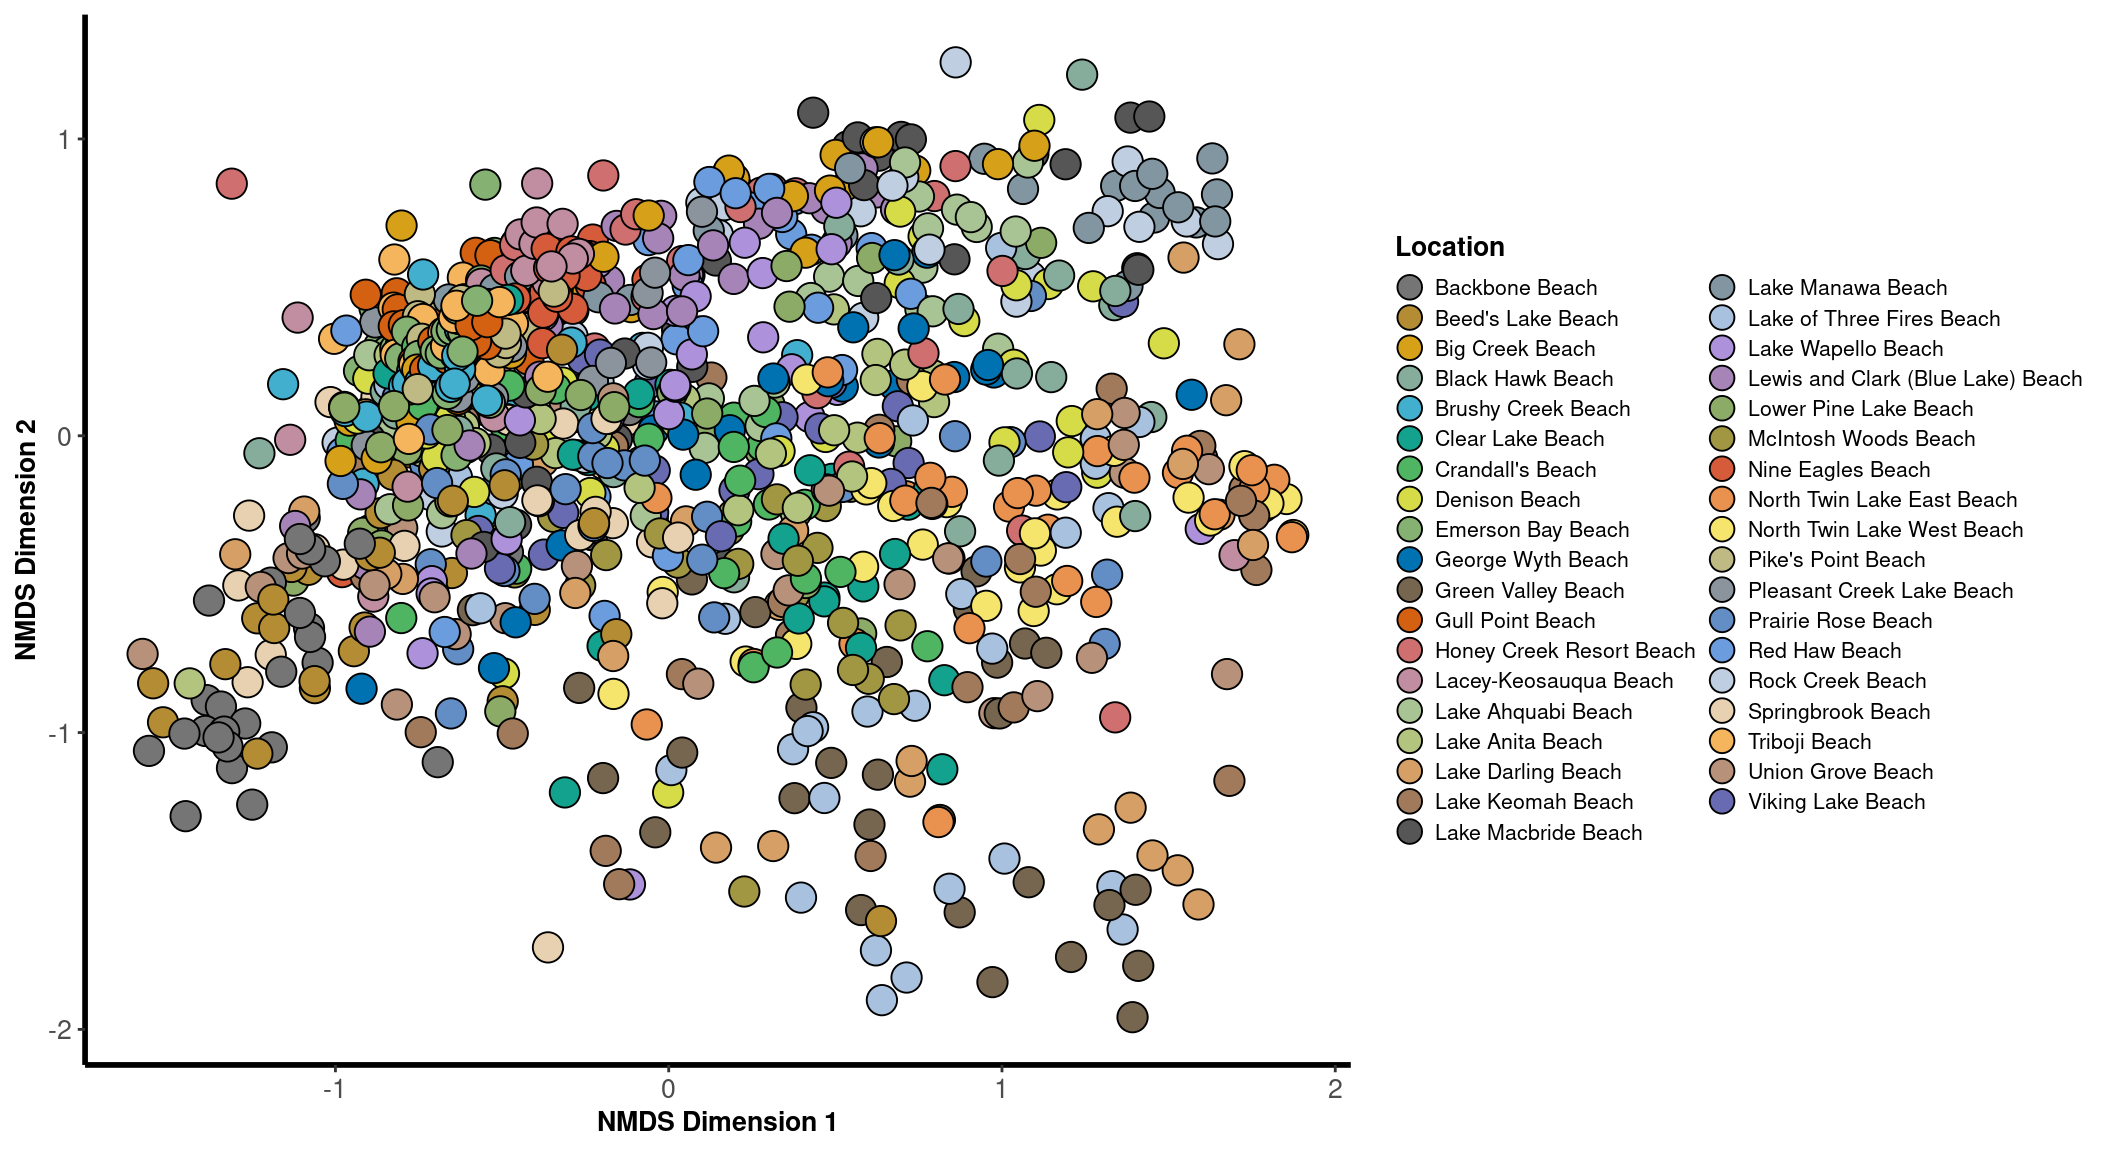 1
0
-1
-2
NMDS Dimension 2
-1
0
1
2
NMDS Dimension 1
Location
Backbone Beach
Beed's Lake Beach
Big Creek Beach
Black Hawk Beach
Brushy Creek Beach
Clear Lake Beach
Crandall's Beach
Denison Beach
Emerson Bay Beach
George Wyth Beach
Green Valley Beach
Gull Point Beach
Honey Creek Resort Beach
Lacey-Keosauqua Beach
Lake Ahquabi Beach
Lake Anita Beach
Lake Darling Beach
Lake Keomah Beach
Lake Macbride Beach
Lake Manawa Beach
Lake of Three Fires Beach
Lake Wapello Beach
Lewis and Clark (Blue Lake) Beach
Lower Pine Lake Beach
McIntosh Woods Beach
Nine Eagles Beach
North Twin Lake East Beach
North Twin Lake West Beach
Pike's Point Beach
Pleasant Creek Lake Beach
Prairie Rose Beach
Red Haw Beach
Rock Creek Beach
Springbrook Beach
Triboji Beach
Union Grove Beach
Viking Lake Beach